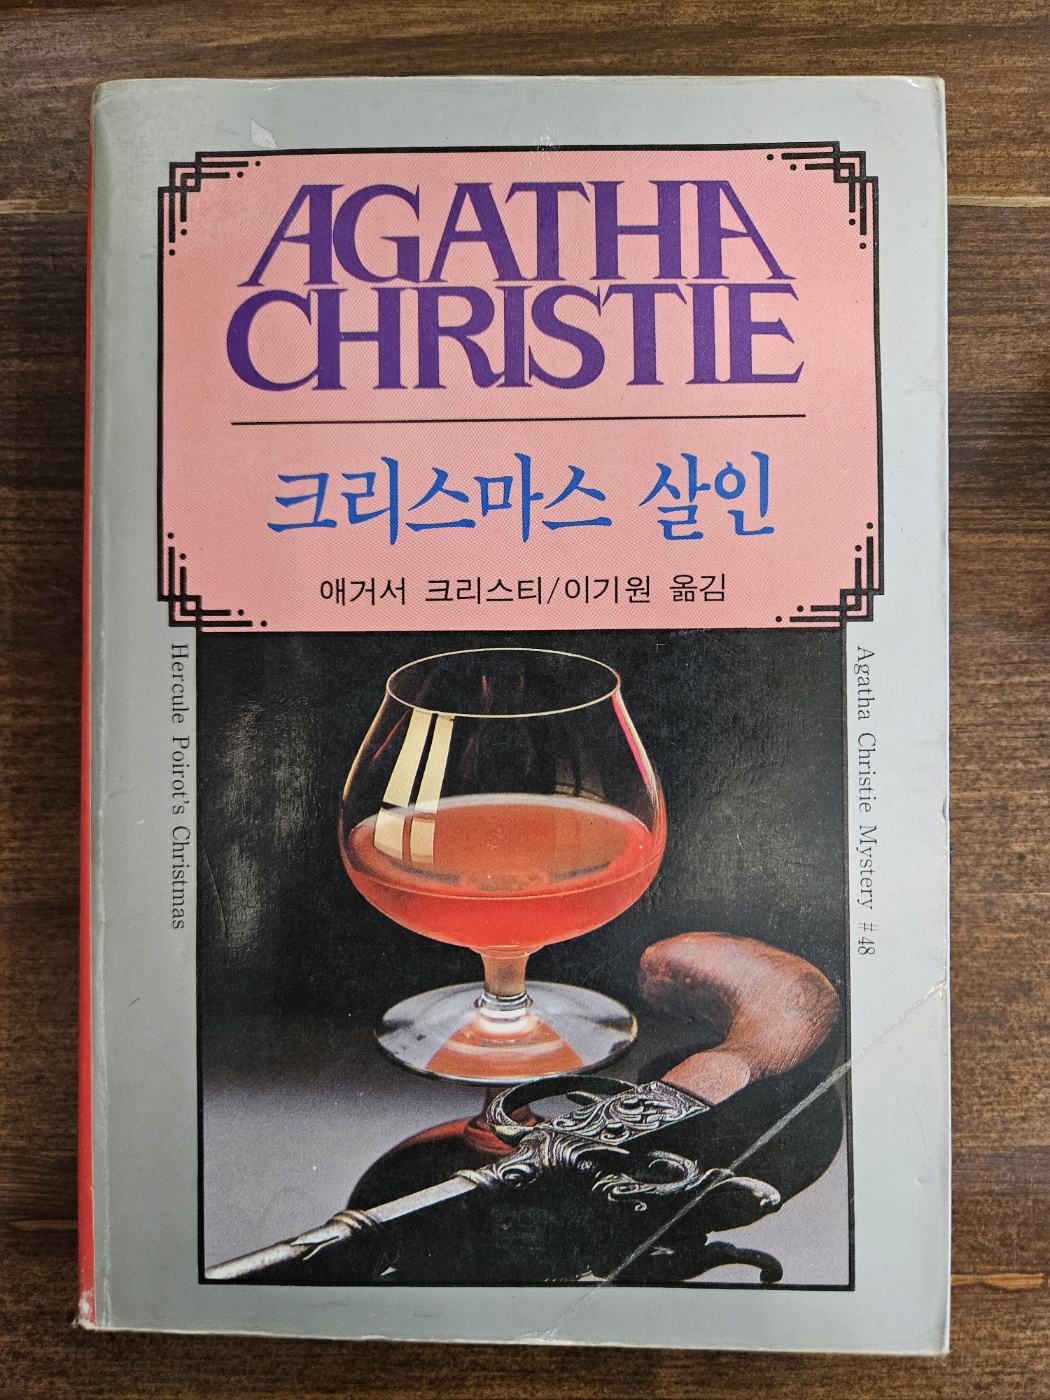 AGATHA
CHRISTIE
크리스마스 살인
애거서 크리스티/이기원 옮김
Hercule Poirot's Christmas
Agatha Christie Mystery #48